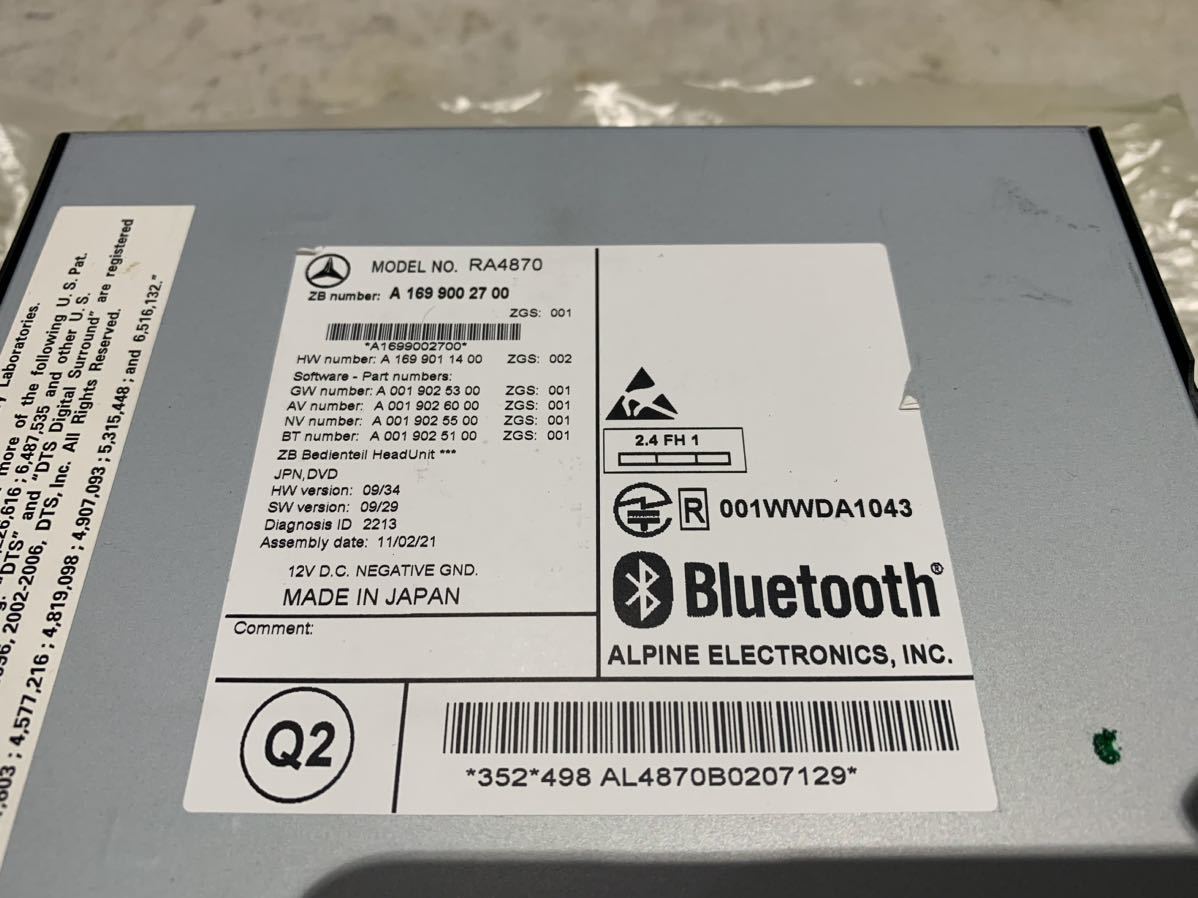 Laboratories.
more of the following U.S. Pat.
6,487,535 and other U.S.
"DTS" and "DTS Digital Surround" are registered
2002-2006, DTS, Inc. All Rights Reserved.
4,577,216 ; 4,819,098 ; 4,907,093 ; 5,315,448 ; and 6,516,132."
MODEL NO. RA4870
ZB number: A 169 900 27 00
ZGS: 001
*A1699002700*
HW number: A 169 901 14 00 ZGS: 002
Software - Part numbers:
GW number: A 001 902 53 00 ZGS: 001
AV number: A 001 902 60 00 ZGS: 001
NV number: A 001 902 55 00 ZGS: 001
BT number: A 001 902 51 00 ZGS: 001
ZB Bedienteil HeadUnit ***
JPN,DVD
HW version: 09/34
SW version: 09/29
Diagnosis ID 2213
Assembly date: 11/02/21
12V D.C. NEGATIVE GND.
MADE IN JAPAN
Comment:
2.4 FH 1
R 001WWDA1043
Bluetooth®
ALPINE ELECTRONICS, INC.
Q2
*352*498 AL4870B0207129*